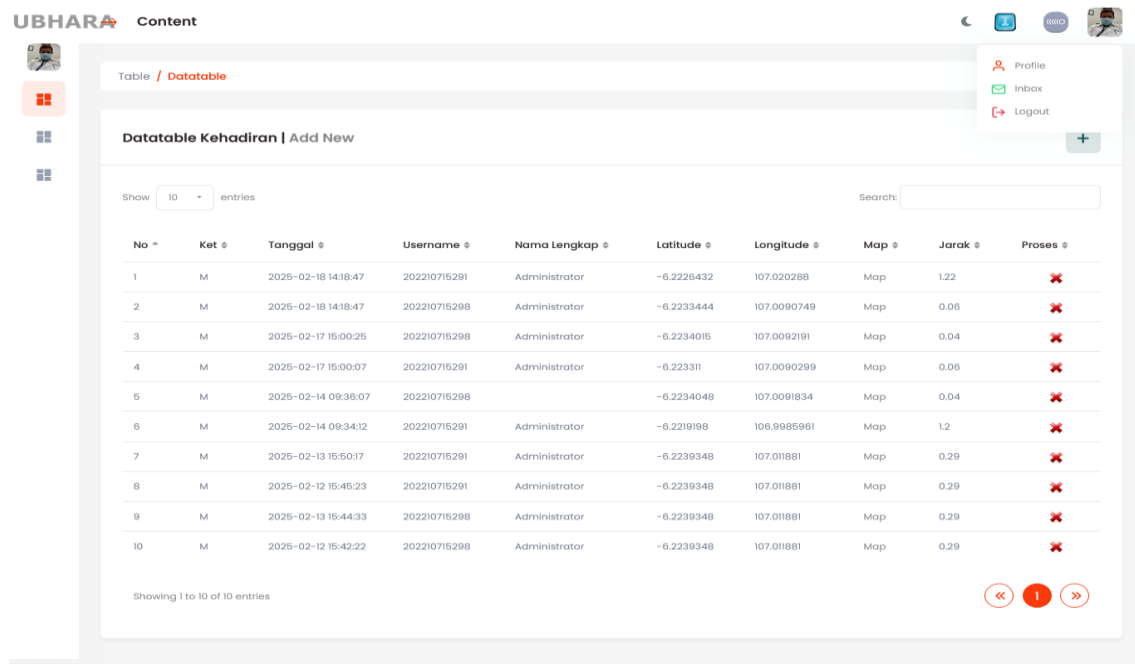 UBHARA Content
Profile
Inbox
Logout
Table / Datatable
Datatable Kehadiran | Add New
+
Show 10 entries Search:
No Ket Tanggal Username Nama Lengkap Latitude Longitude Map Jarak Proses
1 M 2025-02-18 14:18:47 202210715291 Administrator -6.2226432 107.020288 Map 1.22
2 M 2025-02-18 14:18:47 202210715298 Administrator -6.2233444 107.0090749 Map 0.06
3 M 2025-02-17 15:00:25 202210715298 Administrator -6.2234015 107.0092191 Map 0.04
4 M 2025-02-17 15:00:07 202210715291 Administrator -6.223311 107.0090299 Map 0.06
5 M 2025-02-14 09:36:07 202210715298 -6.2234048 107.0091834 Map 0.04
6 M 2025-02-14 09:34:12 202210715291 Administrator -6.2219198 106.9985961 Map 1.2
7 M 2025-02-13 15:50:17 202210715291 Administrator -6.2239348 107.011881 Map 0.29
8 M 2025-02-12 15:45:23 202210715291 Administrator -6.2239348 107.011881 Map 0.29
9 M 2025-02-13 15:44:33 202210715298 Administrator -6.2239348 107.011881 Map 0.29
10 M 2025-02-12 15:42:22 202210715298 Administrator -6.2239348 107.011881 Map 0.29
Showing 1 to 10 of 10 entries « 1 »